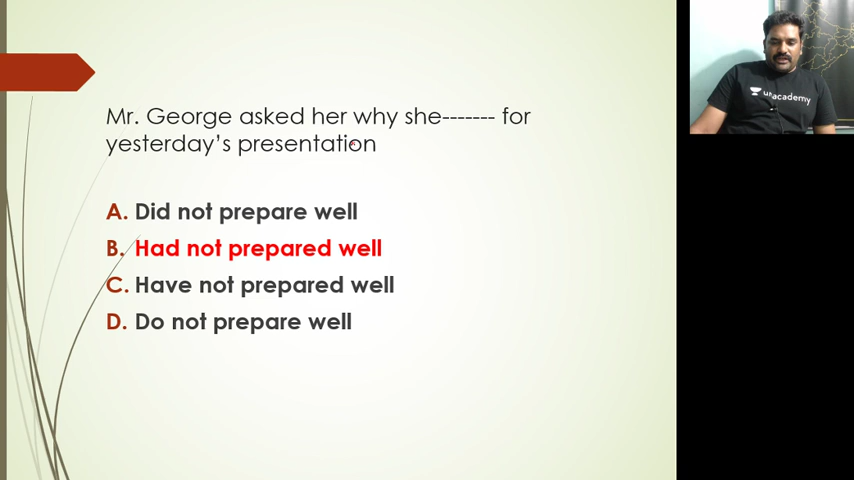 Mr. George asked her why she------- for
yesterday's presentation
A. Did not prepare well
B. Had not prepared well
C. Have not prepared well
D. Do not prepare well
unacademy